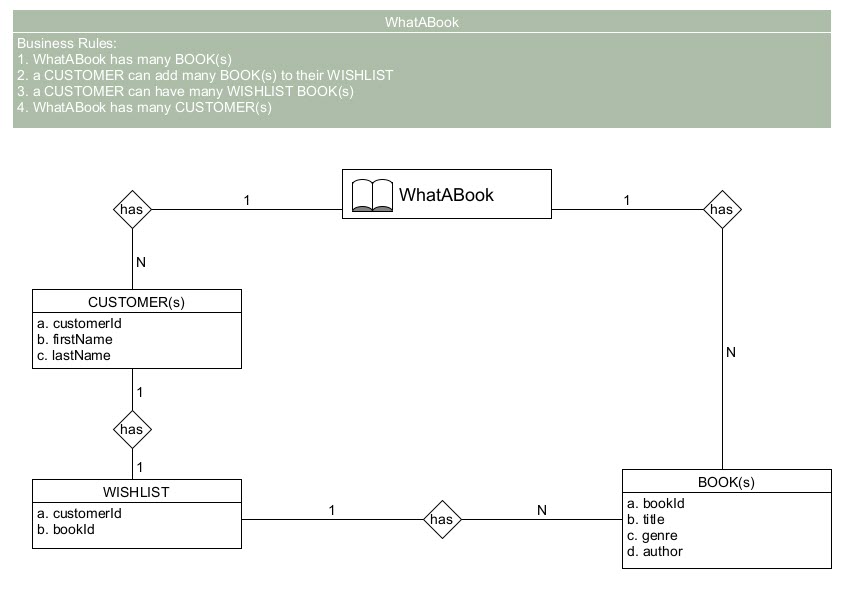 WhatABook
Business Rules:
1. WhatABook has many BOOK(s)
2. a CUSTOMER can add many BOOK(s) to their WISHLIST
3. a CUSTOMER can have many WISHLIST BOOK(s)
4. WhatABook has many CUSTOMER(s)
WhatABook
has
1
1
has
N
CUSTOMER(s)
a. customerId
b. firstName
c. lastName
N
1
has
1
WISHLIST
a. customerId
b. bookId
1
has
N
BOOK(s)
a. bookId
b. title
c. genre
d. author